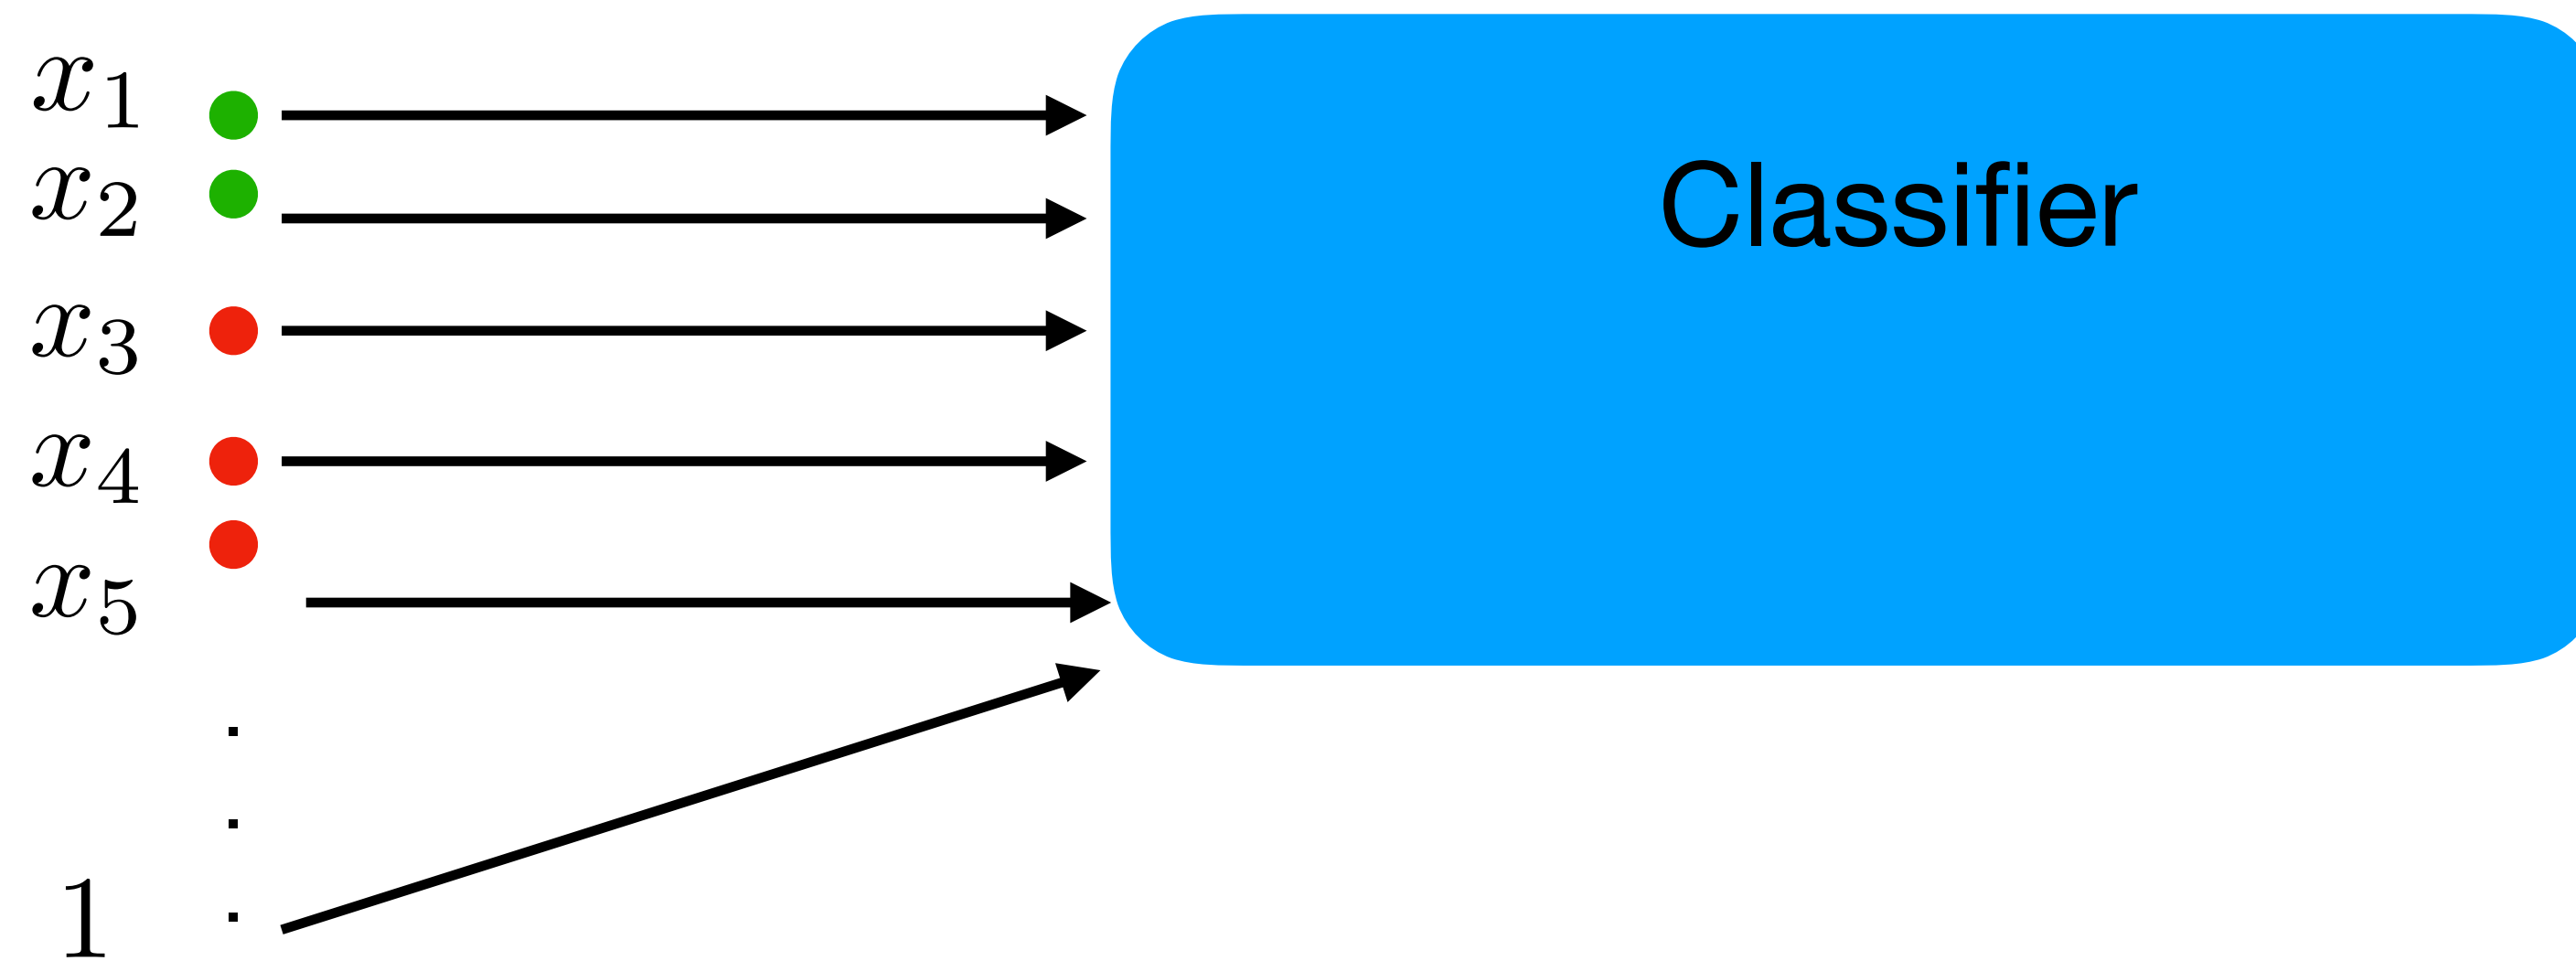 x₁
x₂
Classifier
x₃
x₄
x₅
.
.
.
1